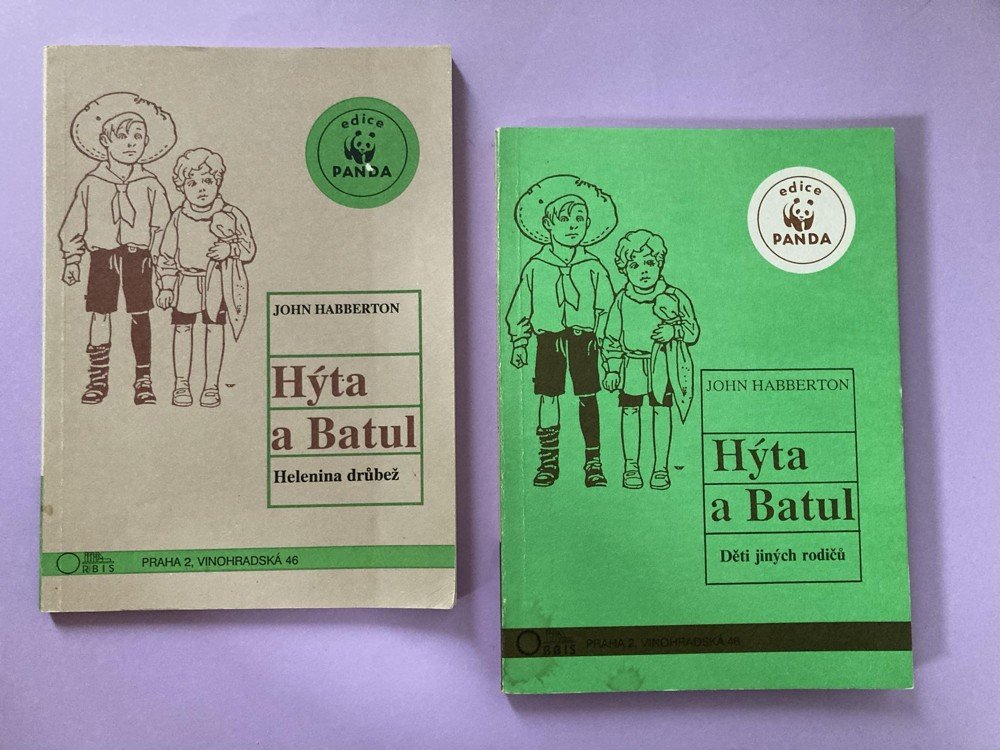 edice
PANDA
JOHN HABBERTON
Hýta
a Batul
Helenina drůbež
ORBIS
PRAHA 2, VINOHRADSKÁ 46
edice
PANDA
JOHN HABBERTON
Hýta
a Batul
Děti jiných rodičů
ORBIS
PRAHA 2, VINOHRADSKÁ 46